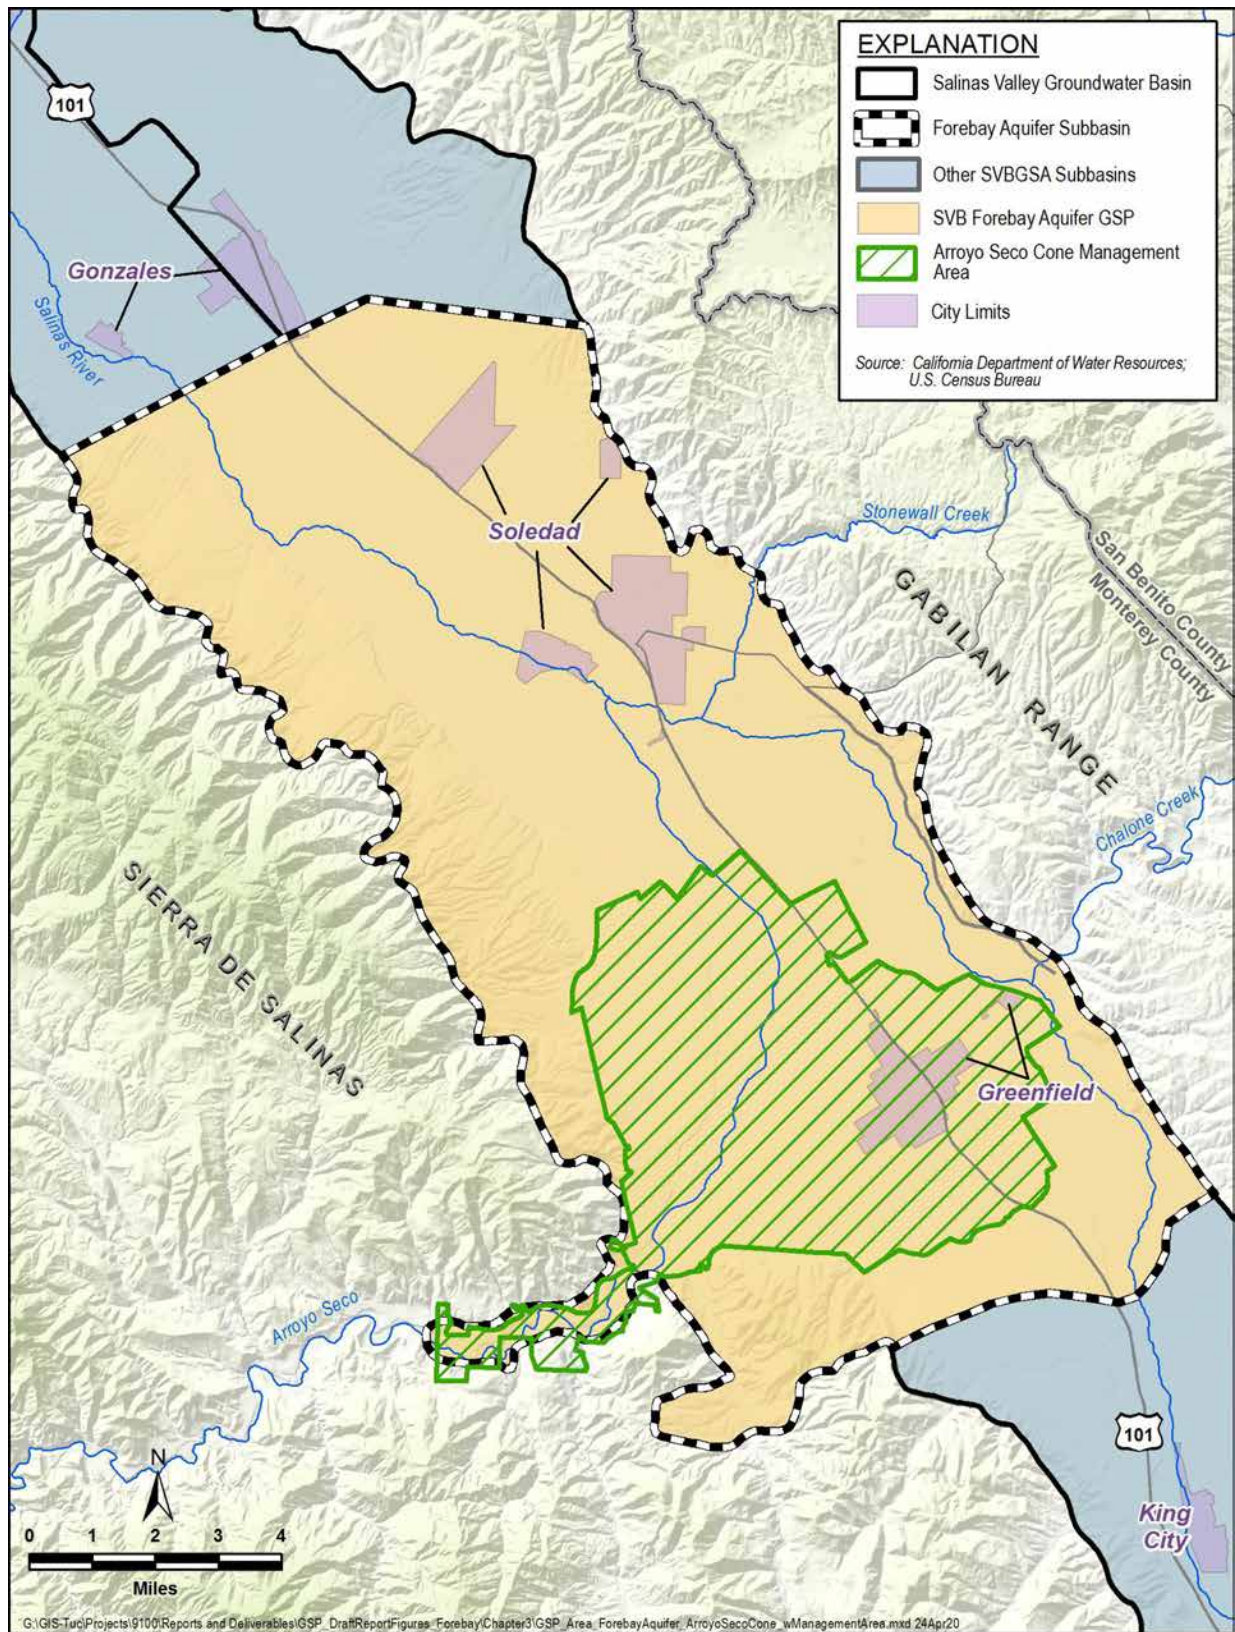 EXPLANATION
Salinas Valley Groundwater Basin
Forebay Aquifer Subbasin
Other SVBGSA Subbasins
SVB Forebay Aquifer GSP
Arroyo Seco Cone Management
Area
City Limits
Source: California Department of Water Resources;
U.S. Census Bureau
101
Gonzales
Salinas River
Soledad
Stonewall Creek
San Benito County
Monterey County
GABILAN RANGE
Chalone Creek
SIERRA DE SALINAS
Greenfield
Arroyo Seco
101
King
City
N
0 1 2 3 4
Miles
G:\GIS-Tuc\Projects\9100\Reports and Deliverables\GSP_DraftReportFigures_Forebay\Chapter3\GSP_Area_ForebayAquifer_ArroyoSecoCone_wManagementArea.mxd 24Apr20